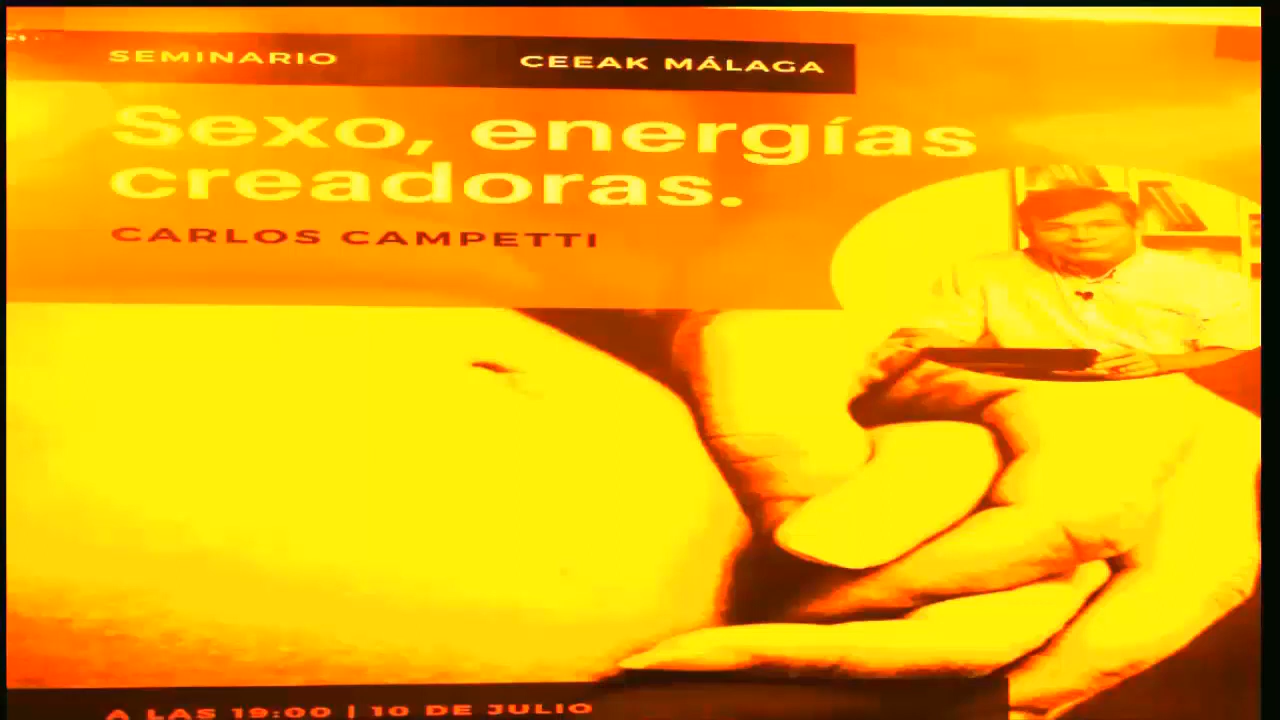 SEMINARIO
CEEAK MÁLAGA
Sexo, energías
creadoras.
CARLOS CAMPETTI
A LAS 19:00 | 10 DE JULIO